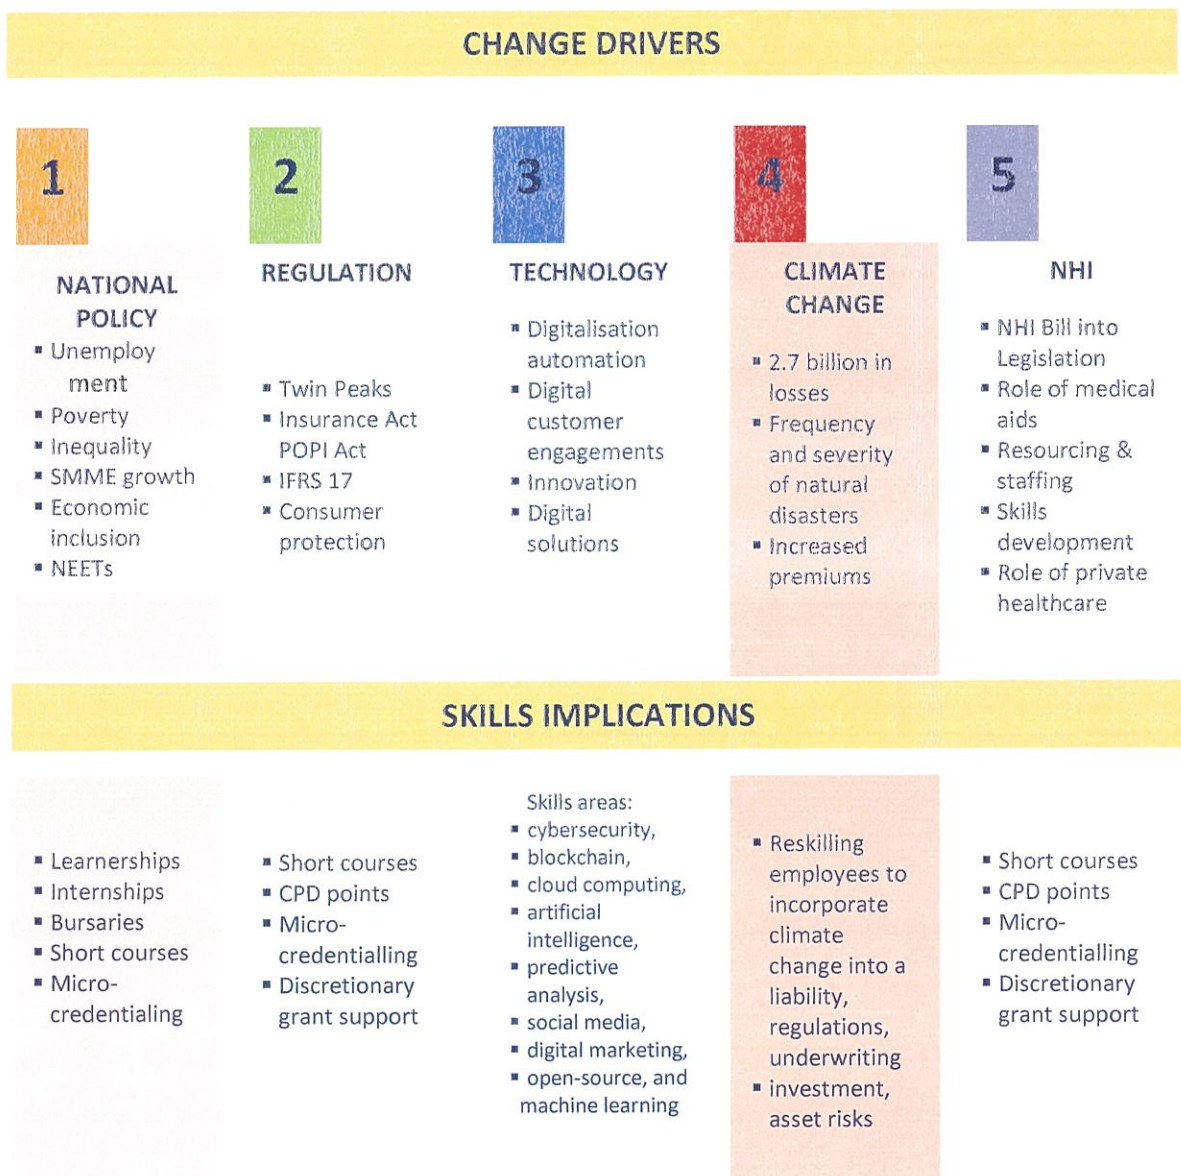 CHANGE DRIVERS
1
NATIONAL
POLICY
▪ Unemploy
ment
▪ Poverty
▪ Inequality
▪ SMME growth
▪ Economic
inclusion
▪ NEETs
2
REGULATION
▪ Twin Peaks
▪ Insurance Act
POPI Act
▪ IFRS 17
▪ Consumer
protection
3
TECHNOLOGY
▪ Digitalisation
automation
▪ Digital
customer
engagements
▪ Innovation
▪ Digital
solutions
4
CLIMATE
CHANGE
▪ 2.7 billion in
losses
▪ Frequency
and severity
of natural
disasters
▪ Increased
premiums
5
NHI
▪ NHI Bill into
Legislation
▪ Role of medical
aids
▪ Resourcing &
staffing
▪ Skills
development
▪ Role of private
healthcare
SKILLS IMPLICATIONS
▪ Learnerships
▪ Internships
▪ Bursaries
▪ Short courses
▪ Micro-
credentialing
▪ Short courses
▪ CPD points
▪ Micro-
credentialling
▪ Discretionary
grant support
Skills areas:
▪ cybersecurity,
▪ blockchain,
▪ cloud computing,
▪ artificial
intelligence,
▪ predictive
analysis,
▪ social media,
▪ digital marketing,
▪ open-source, and
machine learning
▪ Reskilling
employees to
incorporate
climate
change into a
liability,
regulations,
underwriting
▪ investment,
asset risks
▪ Short courses
▪ CPD points
▪ Micro-
credentialling
▪ Discretionary
grant support